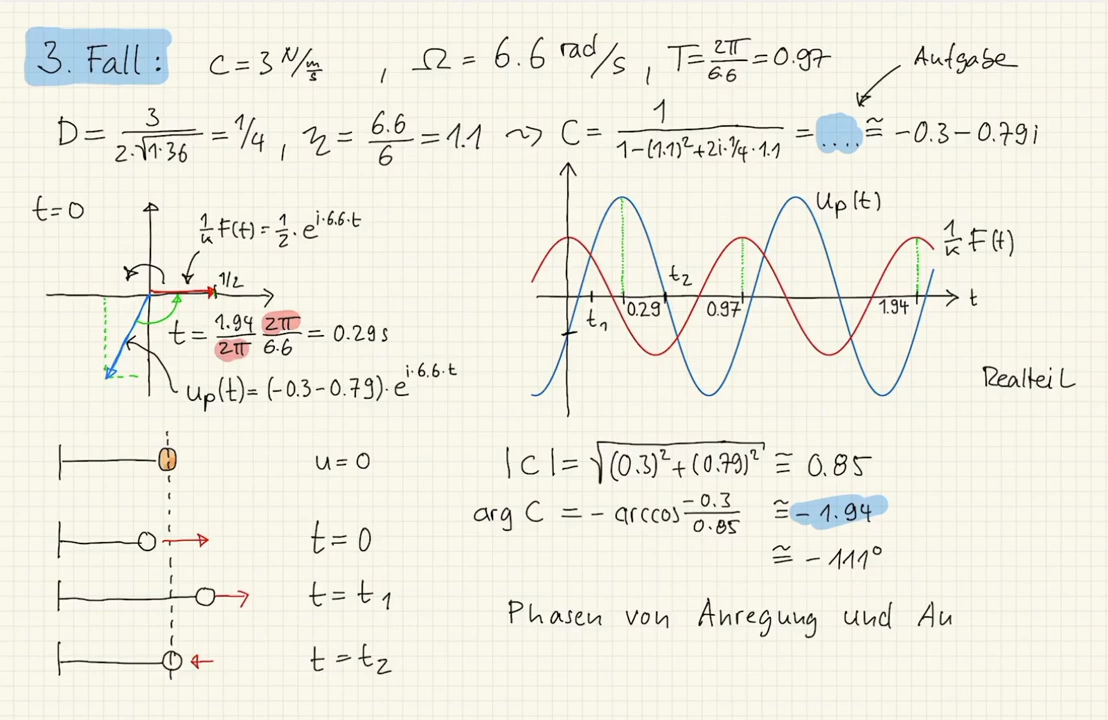 3. Fall: c = 3 N/m/s , Ω = 6.6 rad/s , T = 2π/6.6 = 0.97
Aufgabe
D = 3/(2·√(1·36)) = 1/4 , η = 6.6/6 = 1.1 ⤳ C = 1/(1-(1.1)²+2i·1/4·1.1) = .... ≅ -0.3 - 0.79i
t=0
1/k F(t) = 1/2 · e^(i·6.6·t)
1/2
t = 1.94/2π 2π/6.6 = 0.29 s
u_p(t) = (-0.3 - 0.79) · e^(i·6.6·t)
u_p(t)
1/k F(t)
t₁ 0.29 t₂ 0.97 1.94 t
Realteil
u = 0
t = 0
t = t₁
t = t₂
|C| = √((0.3)² + (0.79)²) ≅ 0.85
arg C = - arccos -0.3/0.85 ≅ - 1.94
≅ - 111°
Phasen von Anregung und An